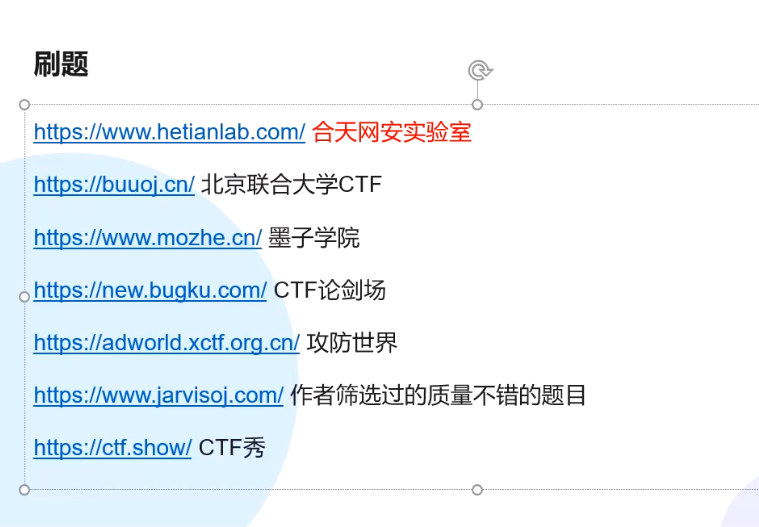 刷题
https://www.hetianlab.com/ 合天网安实验室
https://buuoj.cn/ 北京联合大学CTF
https://www.mozhe.cn/ 墨子学院
https://new.bugku.com/ CTF论剑场
https://adworld.xctf.org.cn/ 攻防世界
https://www.jarvisoj.com/ 作者筛选过的质量不错的题目
https://ctf.show/ CTF秀